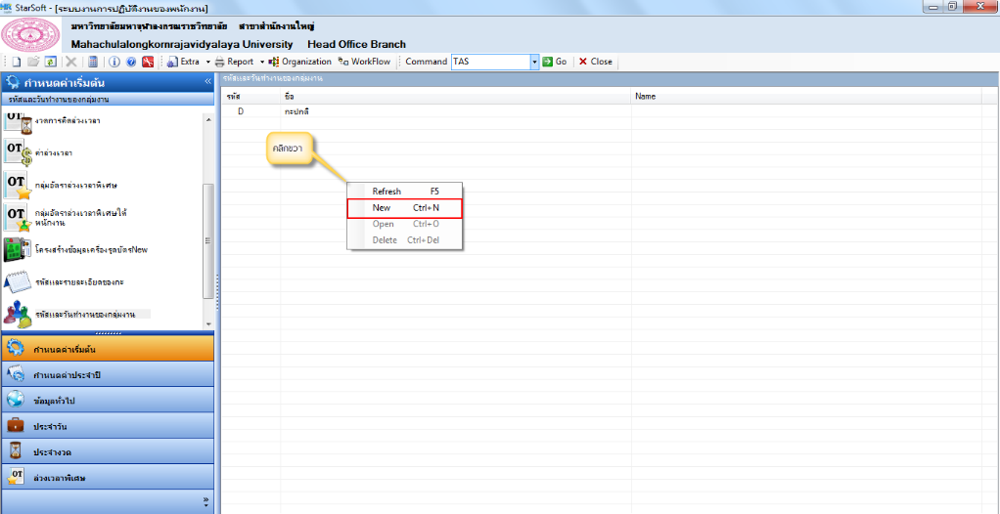 StarSoft - [ระบบงานการปฏิบัติงานของพนักงาน]
มหาวิทยาลัยมหาจุฬาลงกรณราชวิทยาลัย สาขาสำนักงานใหญ่
Mahachulalongkornrajavidyalaya University Head Office Branch
Extra Report Organization WorkFlow Command TAS Go Close
กำหนดค่าเริ่มต้น
รหัสและวันทำงานของกลุ่มงาน
รหัสและวันทำงานของกลุ่มงาน
รหัส ชื่อ Name
D กะปกติ
OT งวดการคิดล่วงเวลา
OT ค่าล่วงเวลา
OT กลุ่มอัตราล่วงเวลาพิเศษ
OT กลุ่มอัตราล่วงเวลาพิเศษให้
พนักงาน
โครงสร้างข้อมูลเครื่องรูดบัตรNew
รหัสและรายละเอียดของกะ
รหัสและวันทำงานของกลุ่มงาน
คลิกขวา
Refresh F5
New Ctrl+N
Open Ctrl+O
Delete Ctrl+Del
กำหนดค่าเริ่มต้น
กำหนดค่าประจำปี
ข้อมูลทั่วไป
ประจำวัน
ประจำงวด
OT ล่วงเวลาพิเศษ